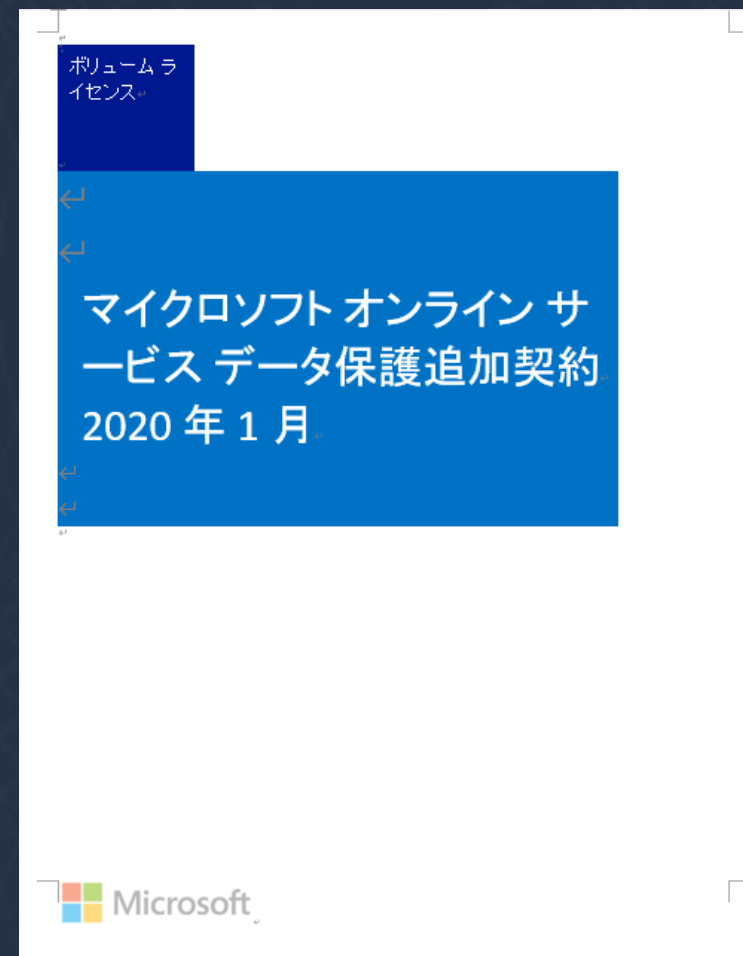 ボリューム ラ
イセンス
マイクロソフト オンライン サ
ービス データ保護追加契約
2020 年 1 月
Microsoft